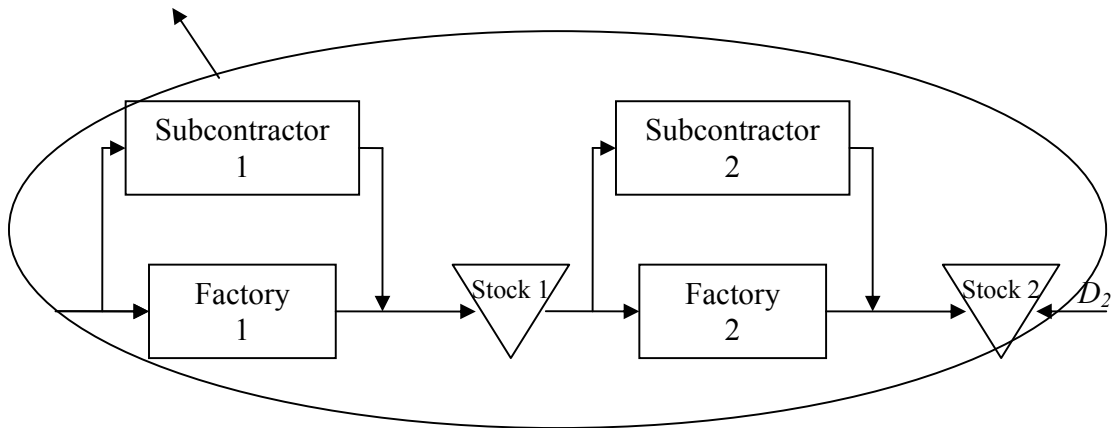 Subcontractor
1
Subcontractor
2
Factory
1
Stock 1
Factory
2
Stock 2
D2